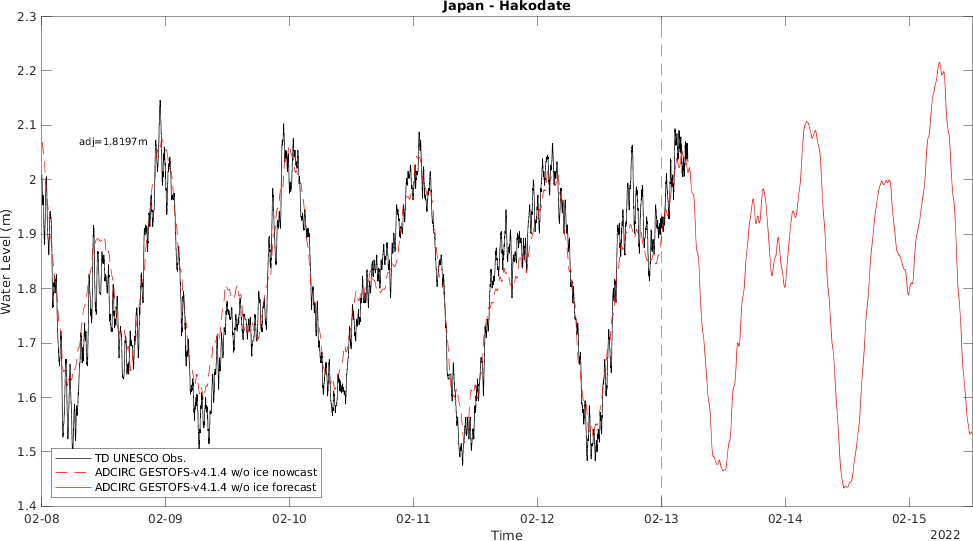 Japan - Hakodate
2.3
2.2
2.1
2
1.9
1.8
1.7
1.6
1.5
1.4
Water Level (m)
adj=1.8197m
TD UNESCO Obs.
ADCIRC GESTOFS-v4.1.4 w/o ice nowcast
ADCIRC GESTOFS-v4.1.4 w/o ice forecast
02-08 02-09 02-10 02-11 02-12 02-13 02-14 02-15
Time
2022